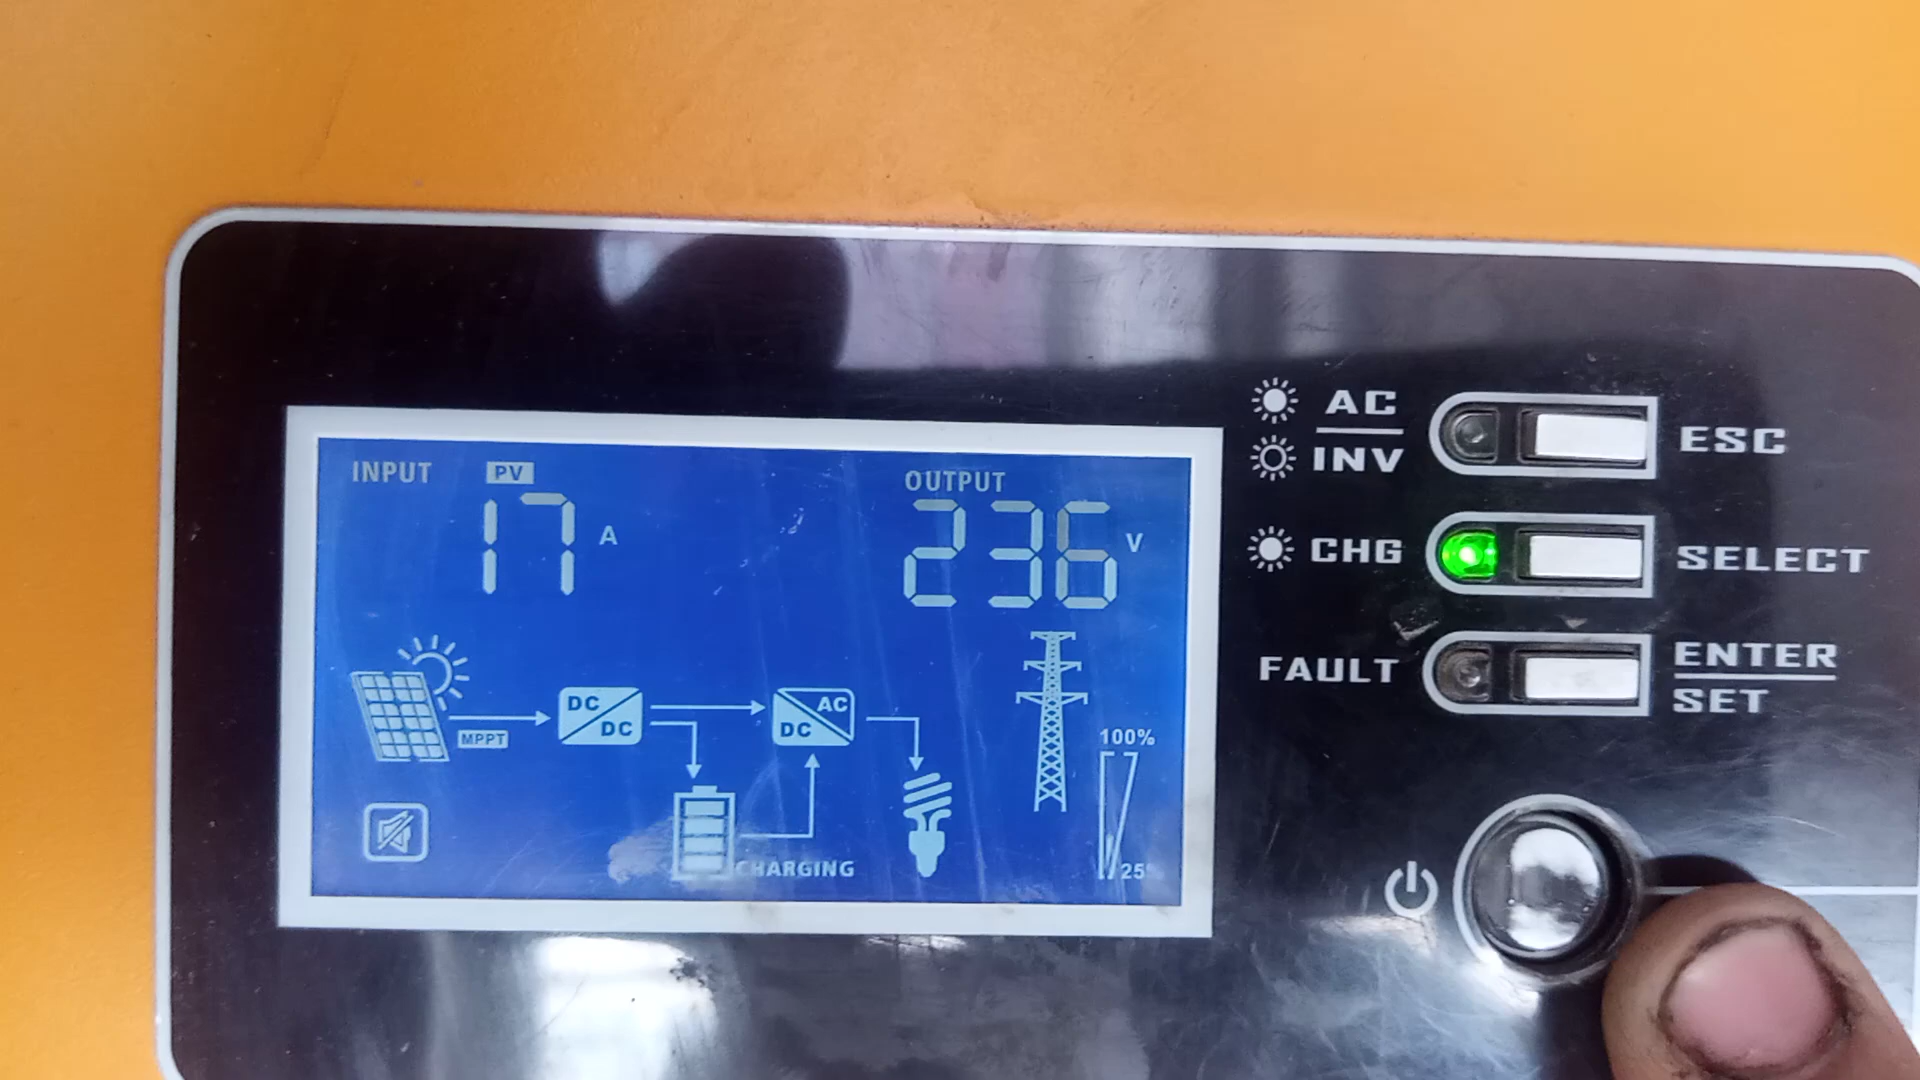 INPUT PV
17 A
OUTPUT
236 V
MPPT
DC
DC
AC
DC
CHARGING
100%
25%
AC
INV
ESC
CHG
SELECT
FAULT
ENTER
SET